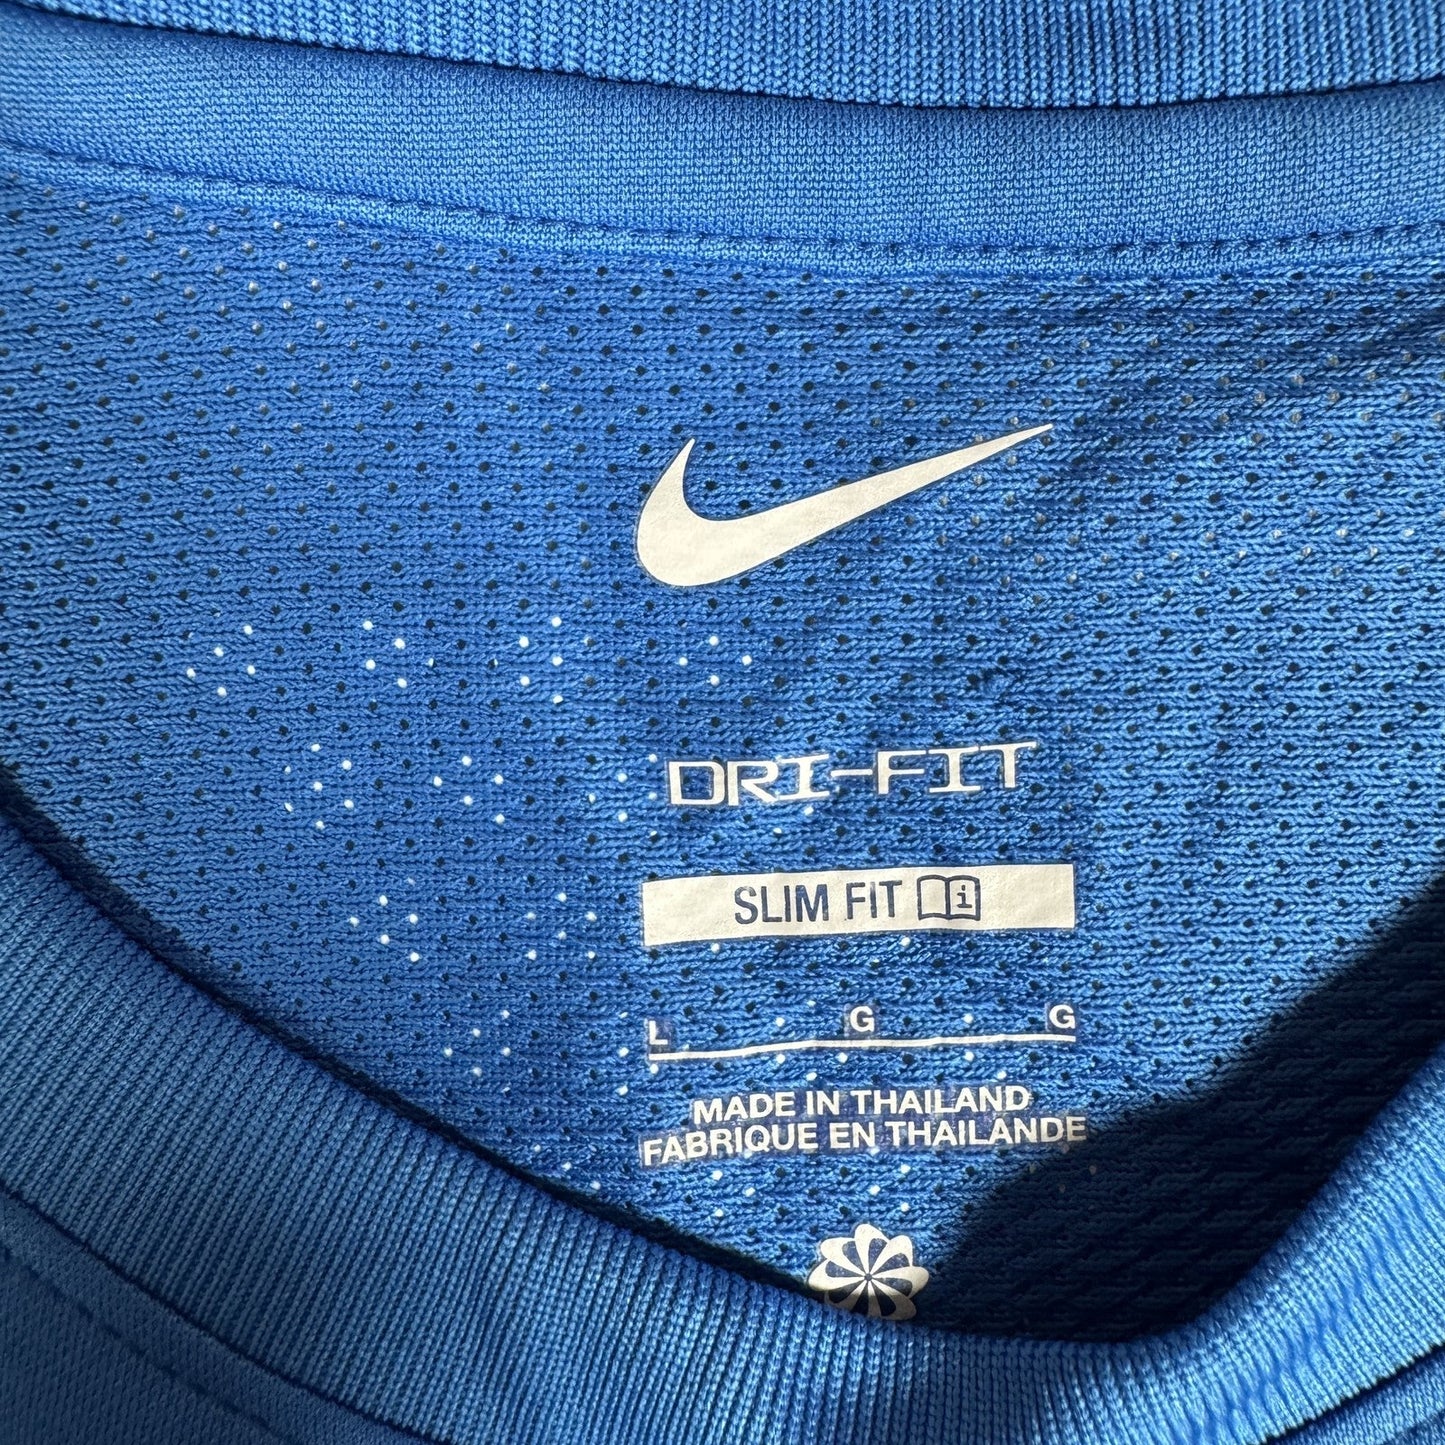 DRI-FIT
SLIM FIT i
L G G
MADE IN THAILAND
FABRIQUE EN THAILANDE